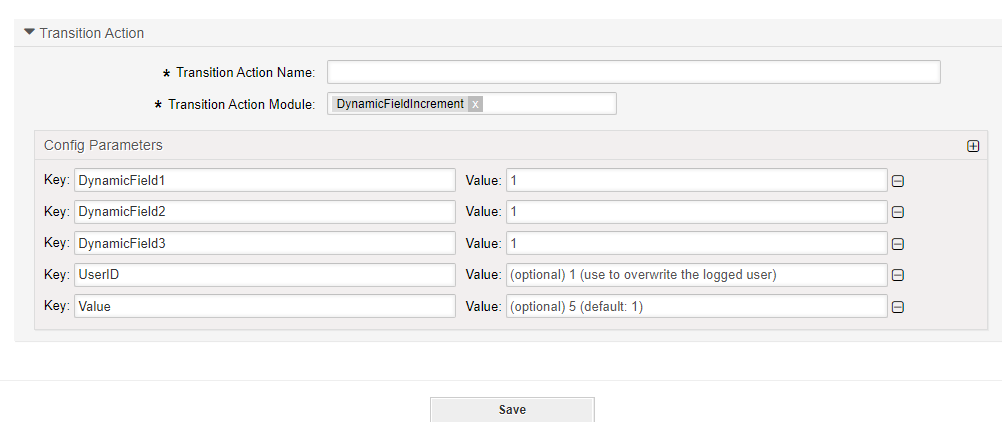 Transition Action
* Transition Action Name:
* Transition Action Module: DynamicFieldIncrement x
Config Parameters
Key: DynamicField1 Value: 1
Key: DynamicField2 Value: 1
Key: DynamicField3 Value: 1
Key: UserID Value: (optional) 1 (use to overwrite the logged user)
Key: Value Value: (optional) 5 (default: 1)
Save